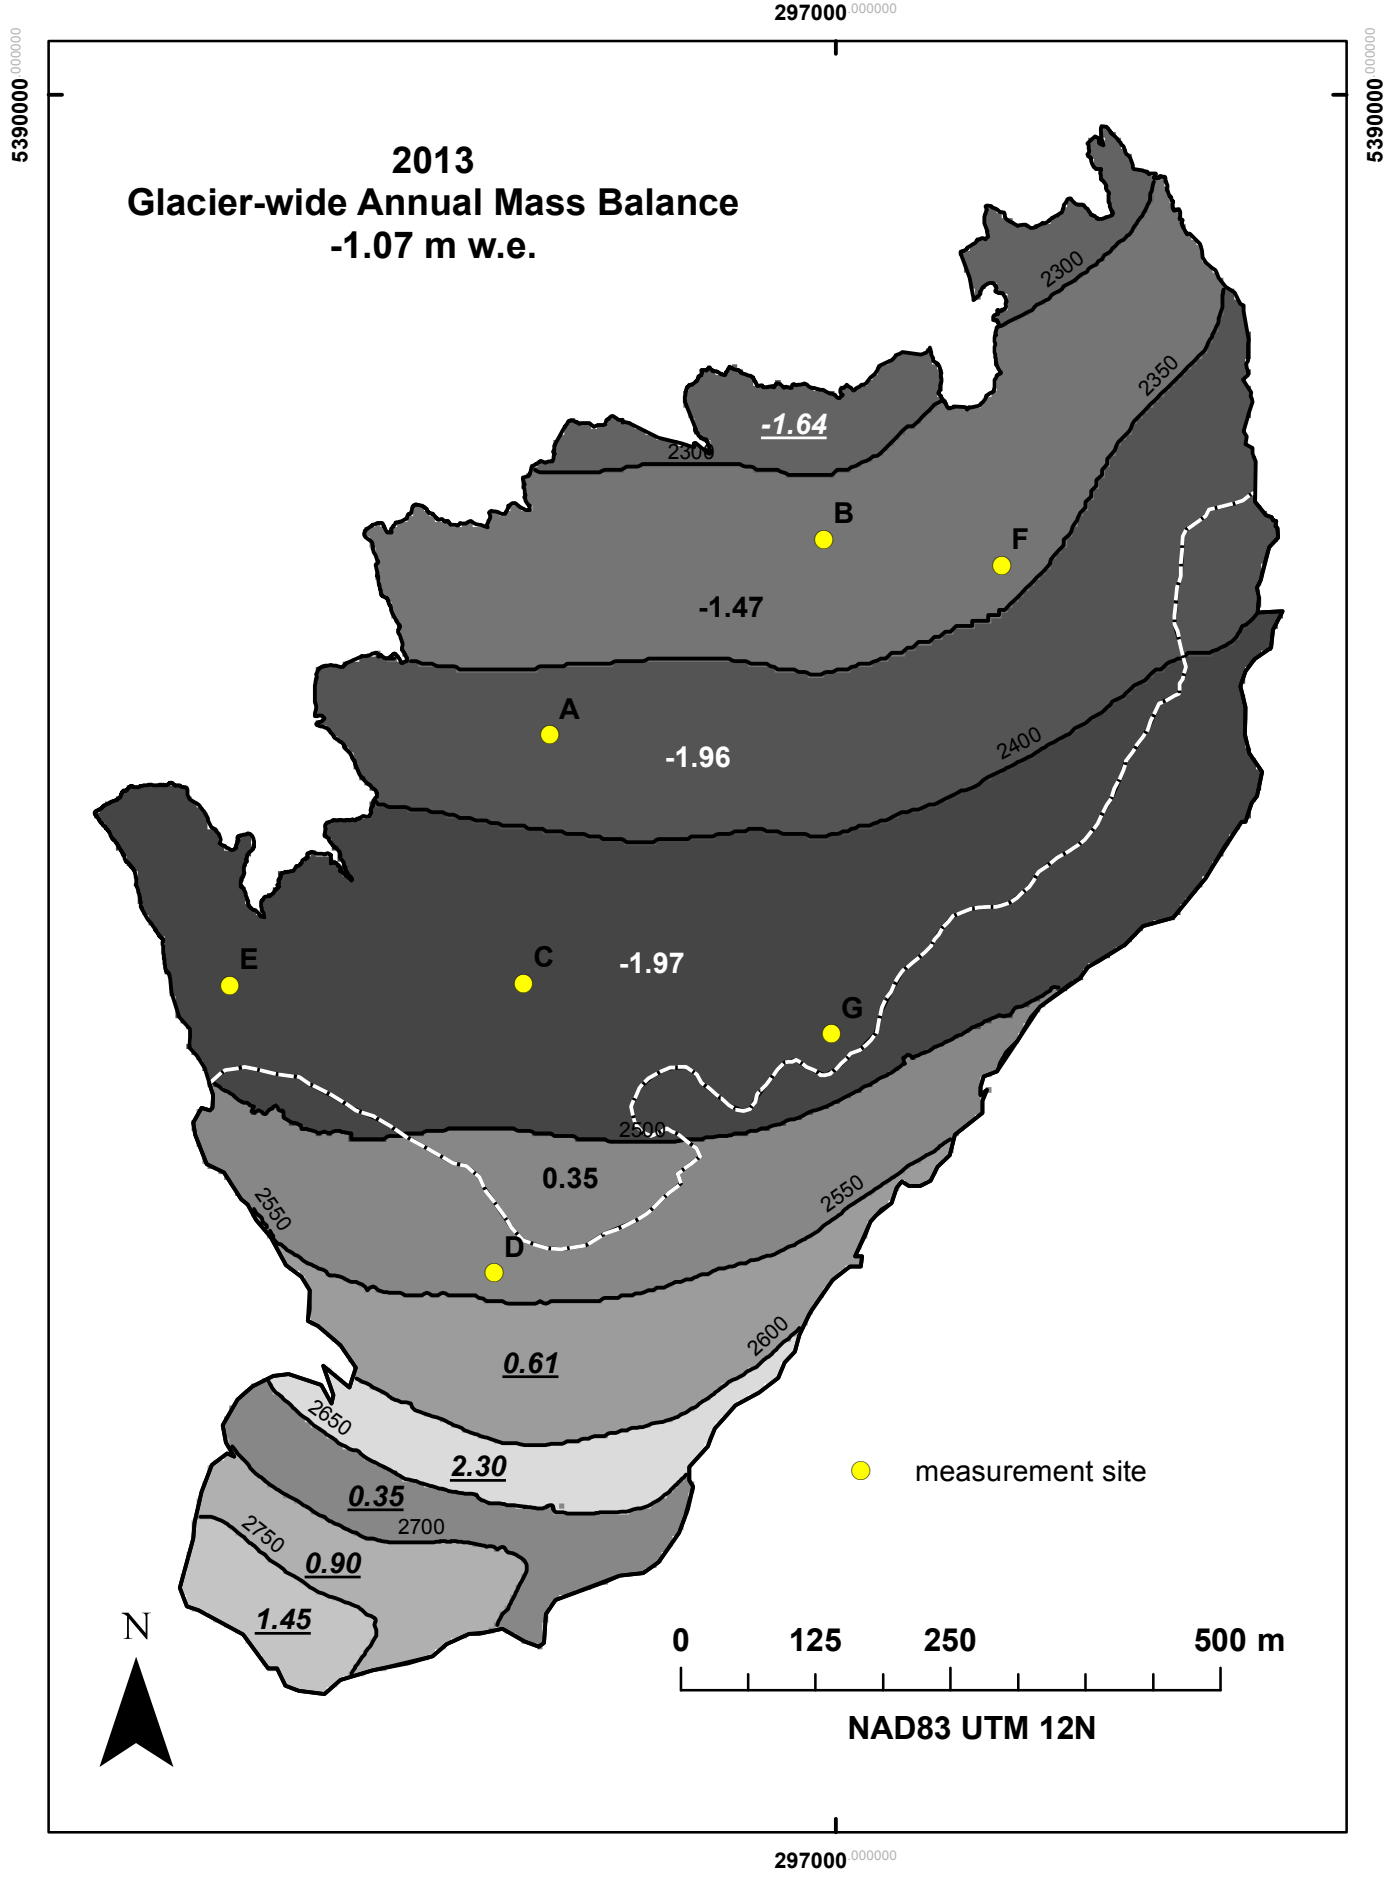 297000.000000
5390000.000000
5390000.000000
2013
Glacier-wide Annual Mass Balance
-1.07 m w.e.
2300
2350
-1.64
2300
B
F
-1.47
A
-1.96
2400
E
C
-1.97
G
2500
0.35
2550
2550
D
0.61
2600
2650
2.30
0.35
2700
2750
0.90
1.45
measurement site
N
0 125 250 500 m
NAD83 UTM 12N
297000.000000